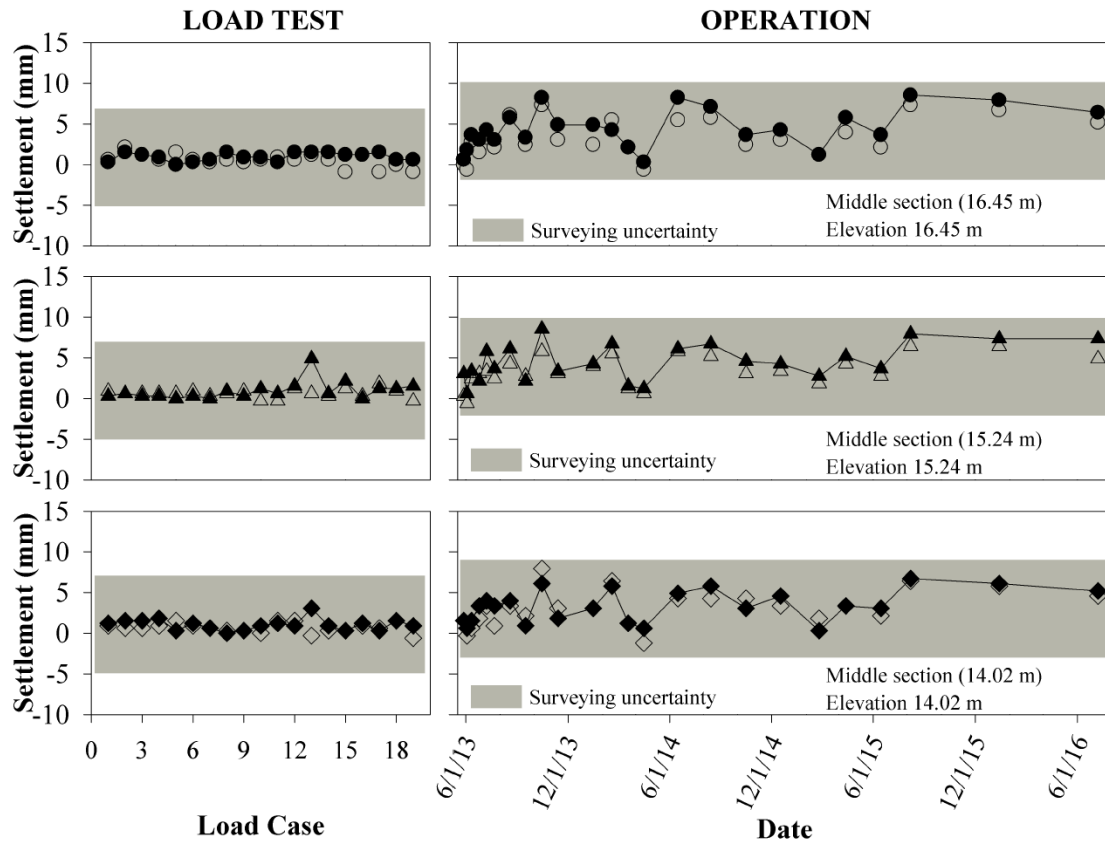 LOAD TEST
OPERATION
Settlement (mm)
15
10
5
0
-5
-10
Surveying uncertainty
Middle section (16.45 m)
Elevation 16.45 m
Settlement (mm)
15
10
5
0
-5
-10
Surveying uncertainty
Middle section (15.24 m)
Elevation 15.24 m
Settlement (mm)
15
10
5
0
-5
-10
Surveying uncertainty
Middle section (14.02 m)
Elevation 14.02 m
0 3 6 9 12 15 18
6/1/13 12/1/13 6/1/14 12/1/14 6/1/15 12/1/15 6/1/16
Load Case
Date